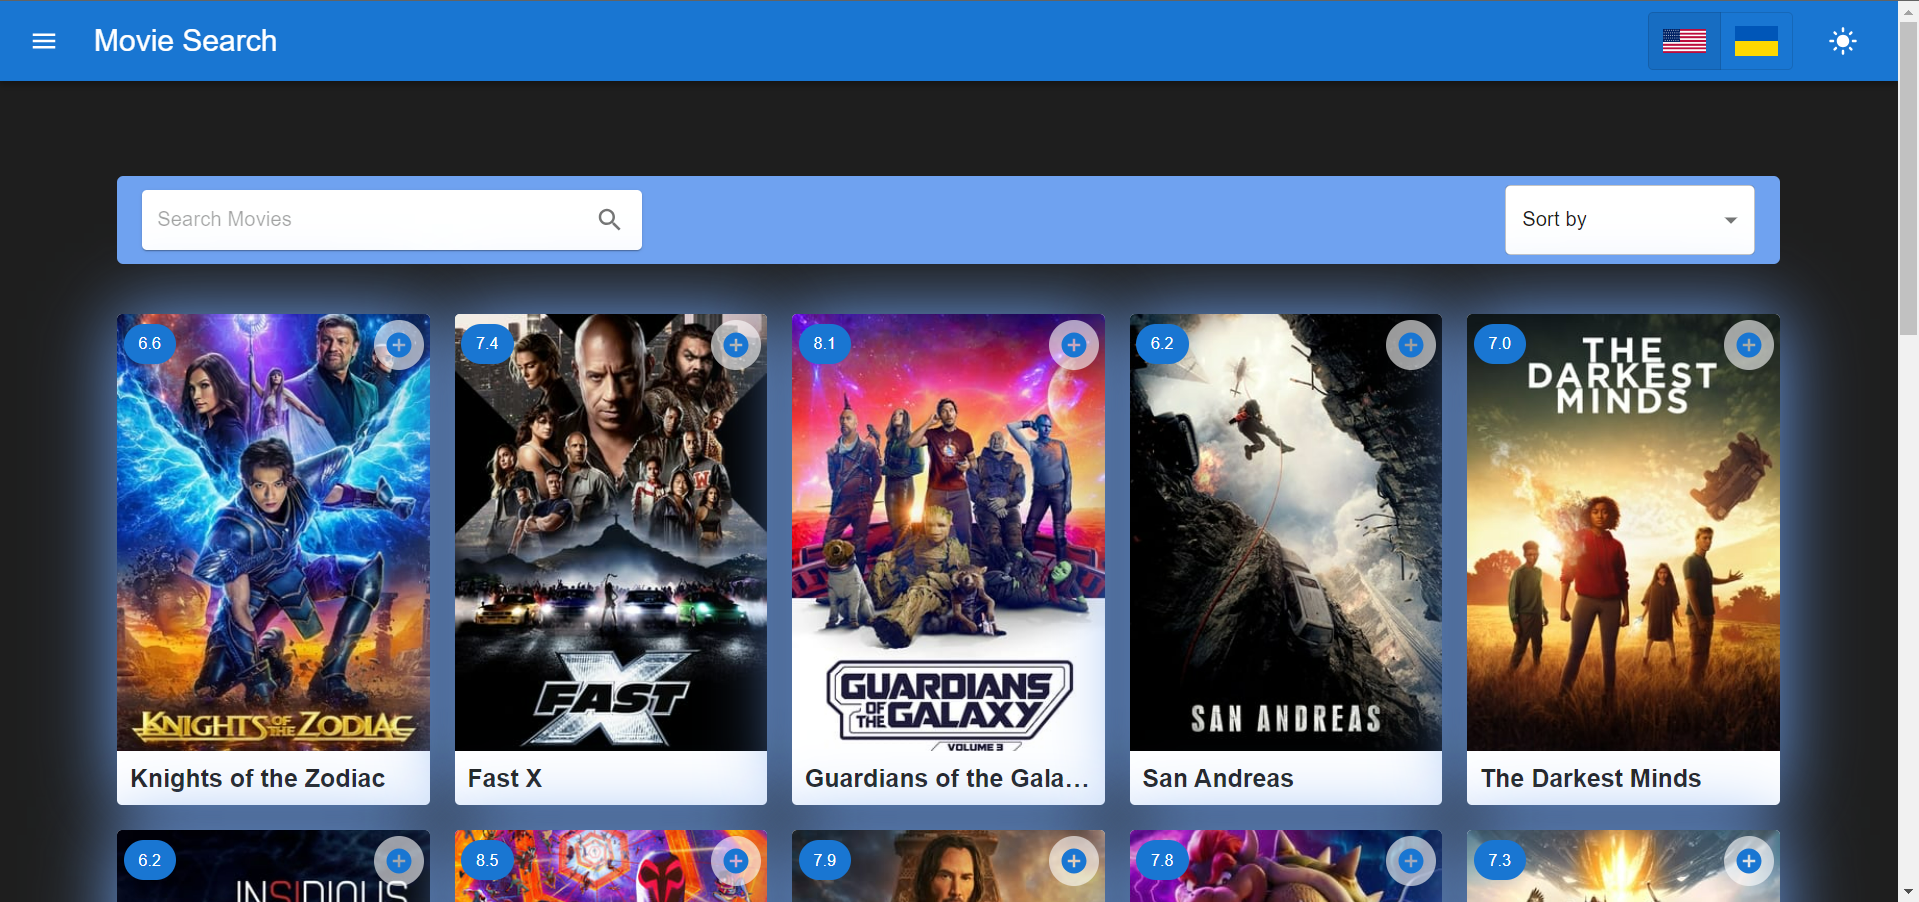 Movie Search
Search Movies
Sort by
6.6
7.4
8.1
6.2
7.0
THE
DARKEST
MINDS
W
KNIGHTS OF THE ZODIAC
FAST X
GUARDIANS
OF THE GALAXY
VOLUME 3
SAN ANDREAS
Knights of the Zodiac
Fast X
Guardians of the Gala...
San Andreas
The Darkest Minds
6.2
8.5
7.9
7.8
7.3
INSIDIOUS